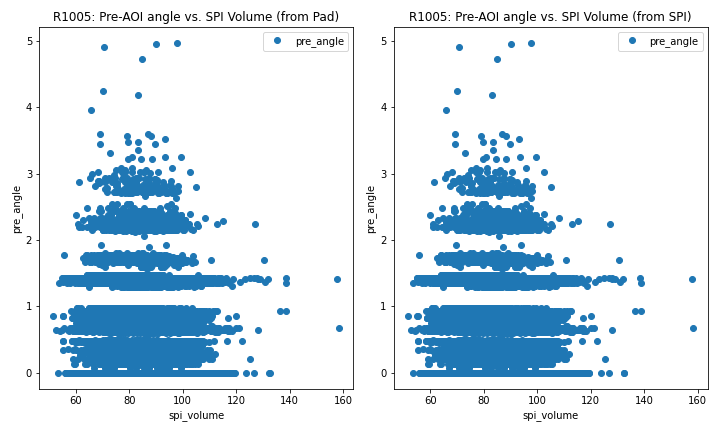 R1005: Pre-AOI angle vs. SPI Volume (from Pad)
5
4
3
2
1
0
pre_angle
pre_angle
60 80 100 120 140 160
spi_volume
R1005: Pre-AOI angle vs. SPI Volume (from SPI)
5
4
3
2
1
0
pre_angle
pre_angle
60 80 100 120 140 160
spi_volume